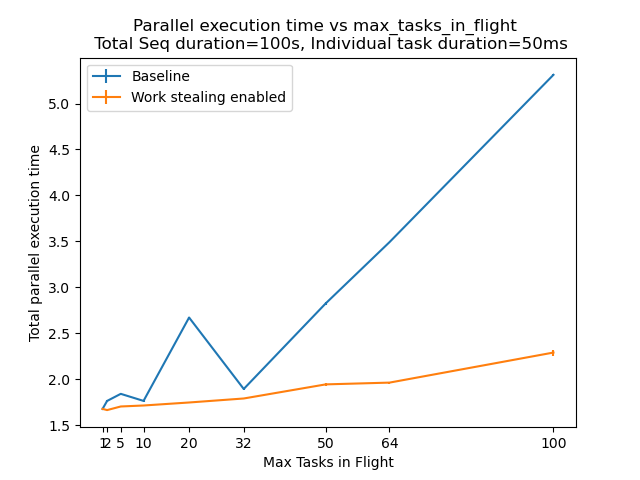 Parallel execution time vs max_tasks_in_flight
Total Seq duration=100s, Individual task duration=50ms
Baseline
Work stealing enabled
5.0
4.5
4.0
3.5
3.0
2.5
2.0
1.5
Total parallel execution time
1 2 5 10 20 32 50 64 100
Max Tasks in Flight